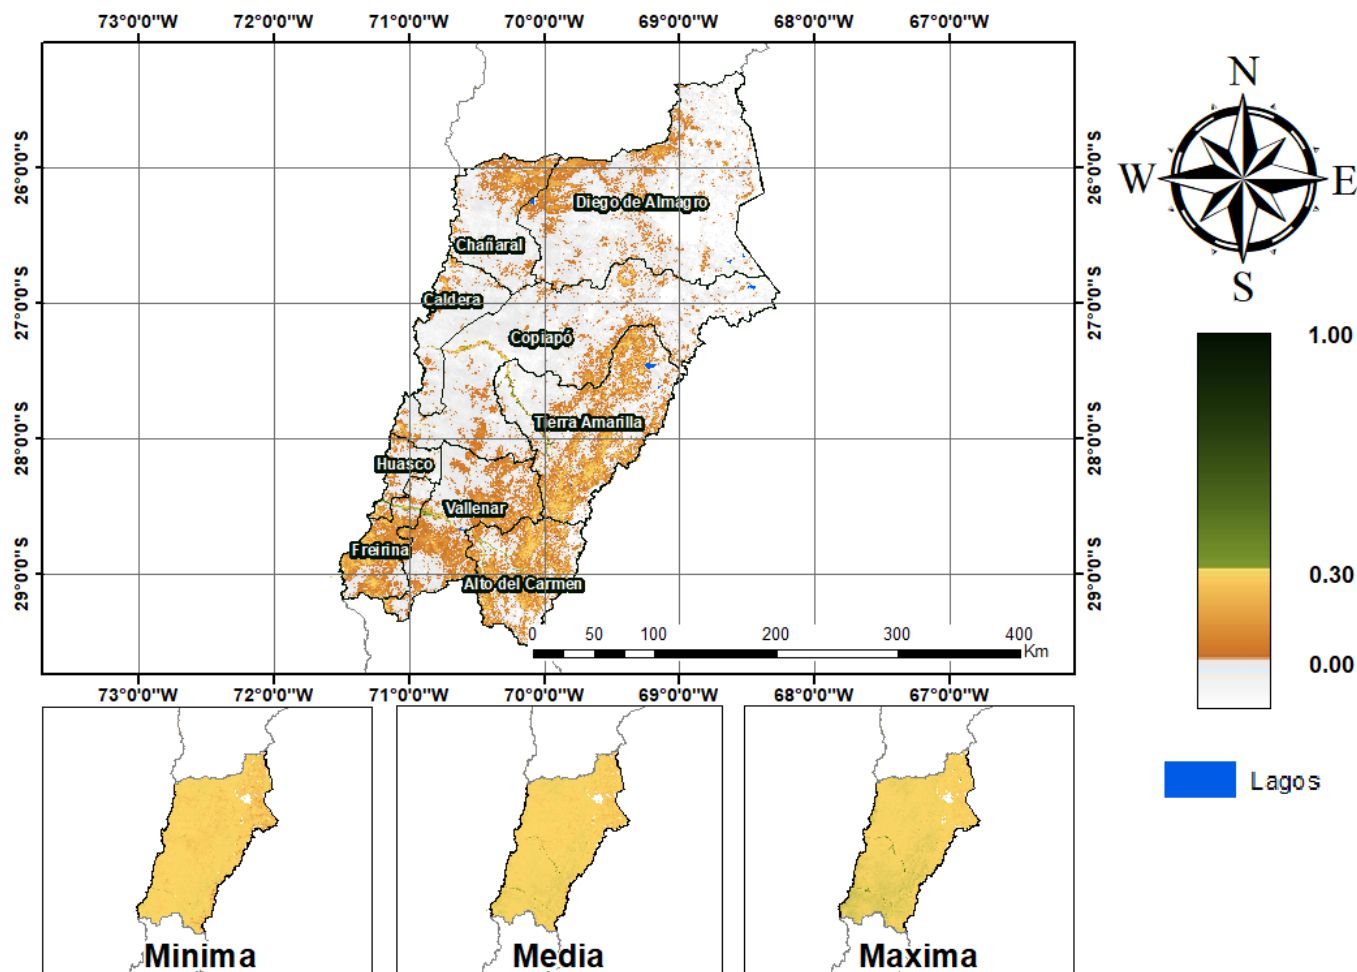 73°0'0"W 72°0'0"W 71°0'0"W 70°0'0"W 69°0'0"W 68°0'0"W 67°0'0"W
N
W E
S
26°0'0"S 26°0'0"S
Diego de Almagro
Chañaral
Caldera
27°0'0"S 27°0'0"S
Copiapó
1.00
Tierra Amarilla
28°0'0"S 28°0'0"S
Huasco
Vallenar
Freirina
0.30
29°0'0"S 29°0'0"S
Alto del Carmen
0 50 100 200 300 400
Km
0.00
73°0'0"W 72°0'0"W 71°0'0"W 70°0'0"W 69°0'0"W 68°0'0"W 67°0'0"W
Lagos
Minima Media Maxima